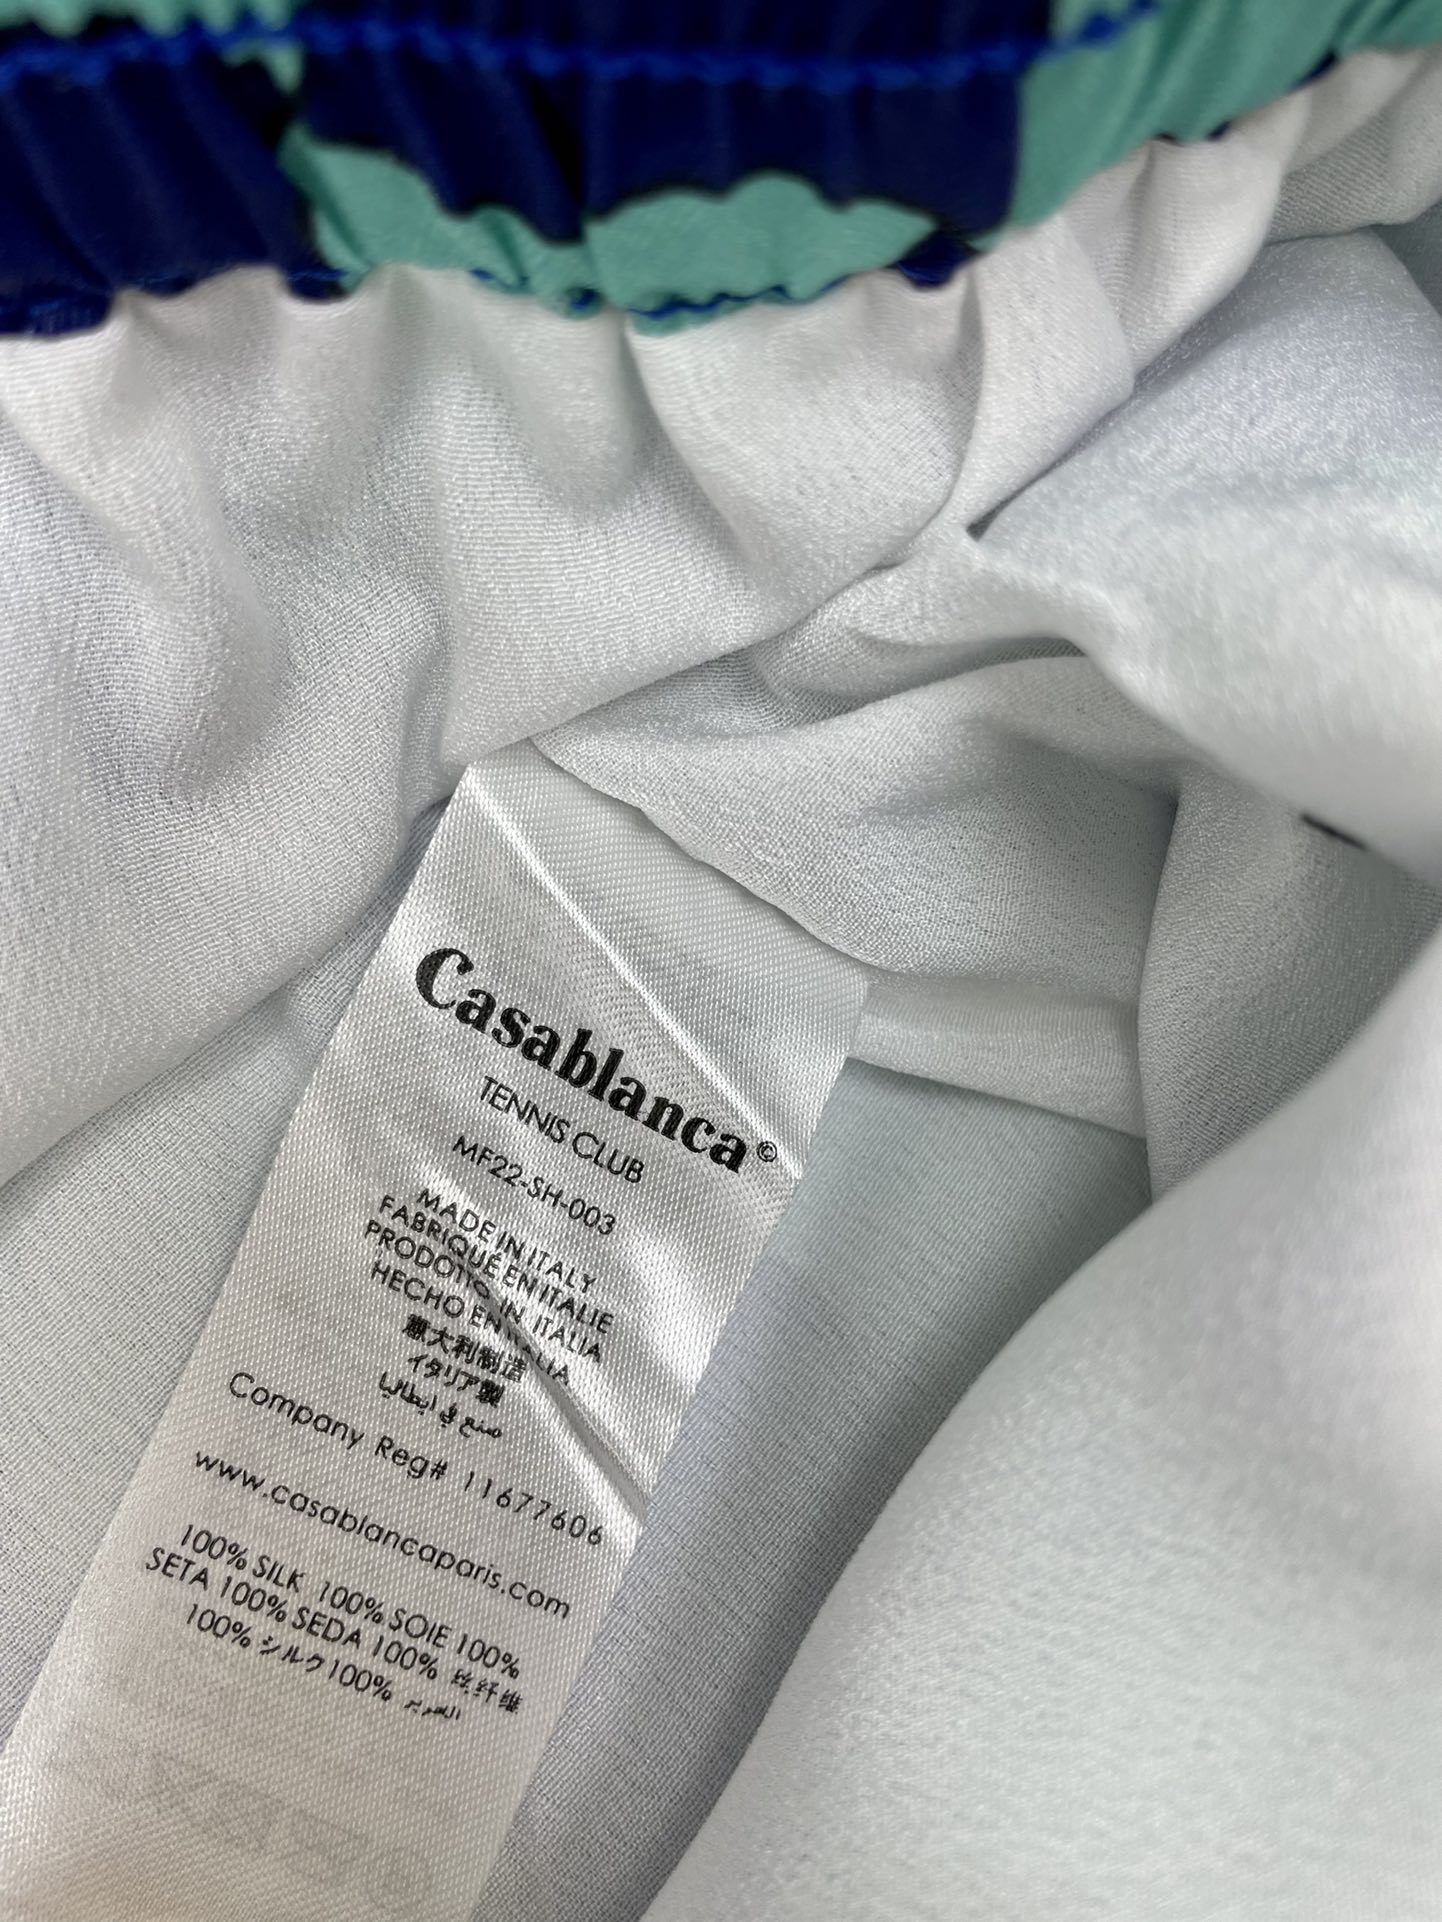 Casablanca©
TENNIS CLUB
MF22-SH-003
MADE IN ITALY
FABRIQUÉ EN ITALIE
PRODOTTO IN ITALIA
HECHO EN ITALIA
意大利制造
イタリア製
صنع في ايطاليا
Company Reg# 11677606
www.casablancaparis.com
100% SILK 100% SOIE 100%
SETA 100% SEDA 100% 丝纤维
100% シルク100%